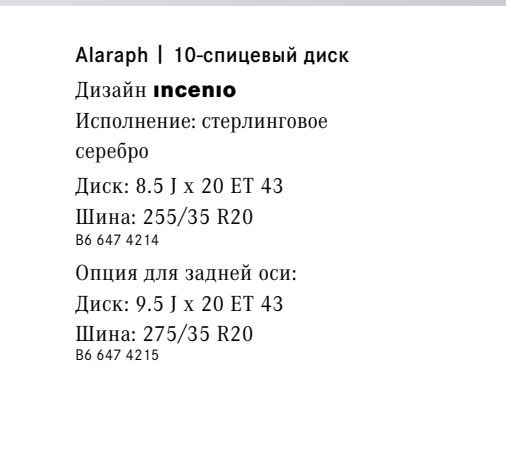 Alaraph | 10-спицевый диск
Дизайн ıncenıo
Исполнение: стерлинговое
серебро
Диск: 8.5 J x 20 ET 43
Шина: 255/35 R20
B6 647 4214
Опция для задней оси:
Диск: 9.5 J x 20 ET 43
Шина: 275/35 R20
B6 647 4215